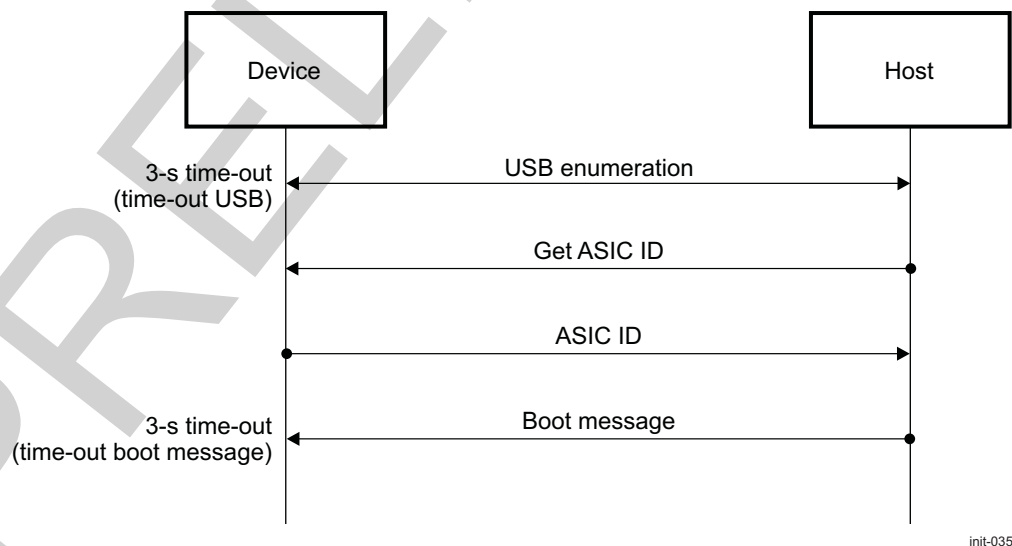 Device
Host
3-s time-out
(time-out USB)
USB enumeration
Get ASIC ID
ASIC ID
3-s time-out
(time-out boot message)
Boot message
init-035
PREL